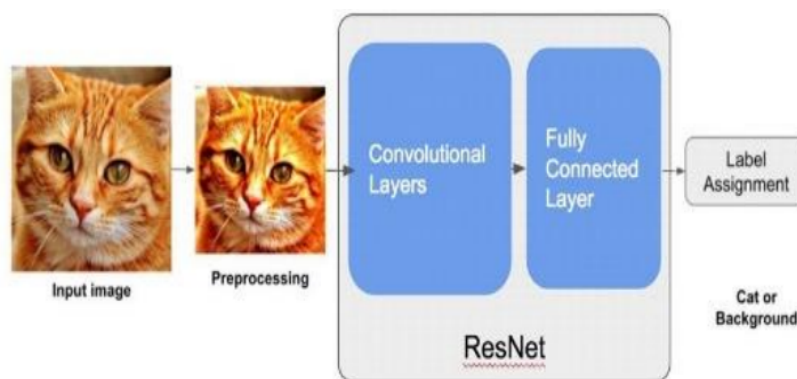 Input image
Preprocessing
Convolutional
Layers
Fully
Connected
Layer
ResNet
Label
Assignment
Cat or
Background